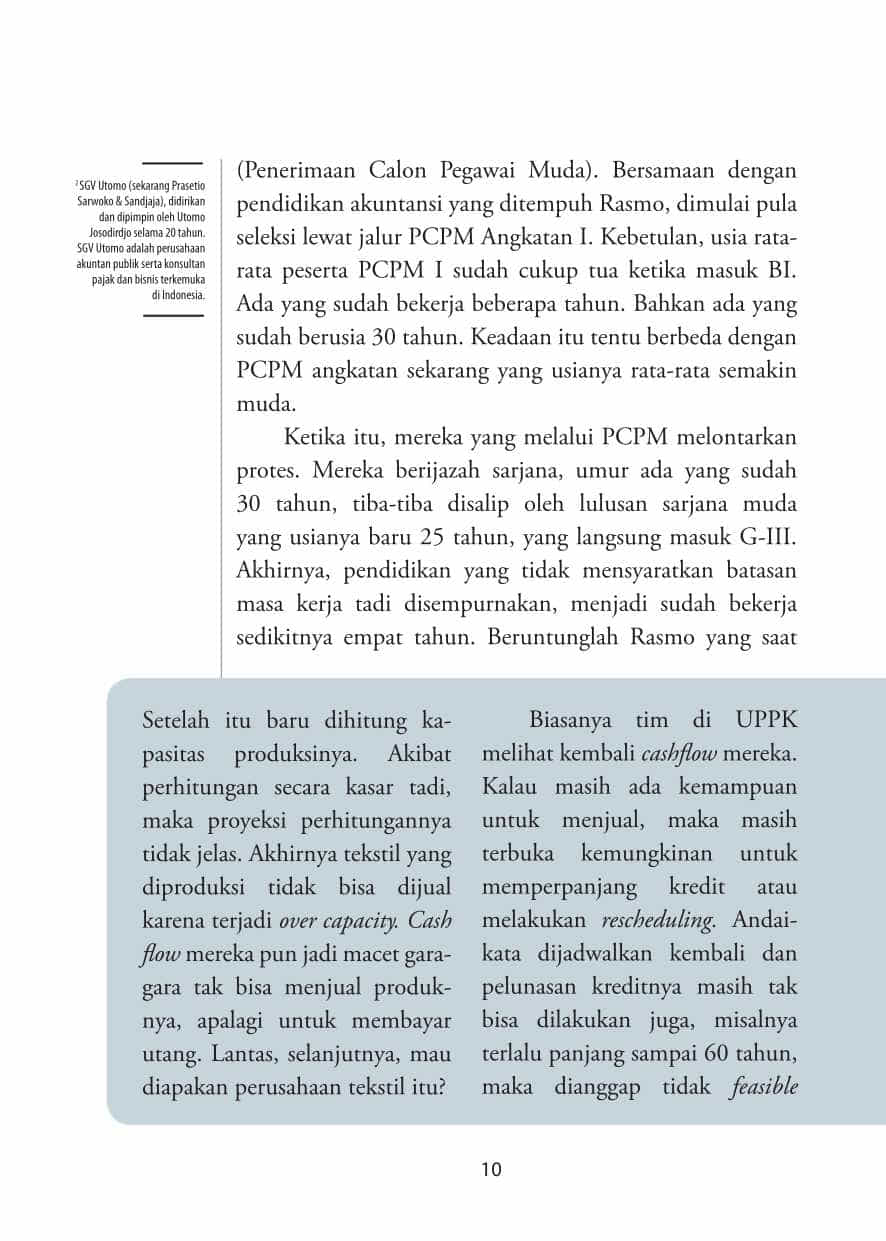 ² SGV Utomo (sekarang Prasetio
Sarwoko & Sandjaja), didirikan
dan dipimpin oleh Utomo
Josodirdjo selama 20 tahun.
SGV Utomo adalah perusahaan
akuntan publik serta konsultan
pajak dan bisnis terkemuka
di Indonesia.
(Penerimaan Calon Pegawai Muda). Bersamaan dengan
pendidikan akuntansi yang ditempuh Rasmo, dimulai pula
seleksi lewat jalur PCPM Angkatan I. Kebetulan, usia rata-
rata peserta PCPM I sudah cukup tua ketika masuk BI.
Ada yang sudah bekerja beberapa tahun. Bahkan ada yang
sudah berusia 30 tahun. Keadaan itu tentu berbeda dengan
PCPM angkatan sekarang yang usianya rata-rata semakin
muda.
Ketika itu, mereka yang melalui PCPM melontarkan
protes. Mereka berijazah sarjana, umur ada yang sudah
30 tahun, tiba-tiba disalip oleh lulusan sarjana muda
yang usianya baru 25 tahun, yang langsung masuk G-III.
Akhirnya, pendidikan yang tidak mensyaratkan batasan
masa kerja tadi disempurnakan, menjadi sudah bekerja
sedikitnya empat tahun. Beruntunglah Rasmo yang saat
Setelah itu baru dihitung ka-
pasitas produksinya. Akibat
perhitungan secara kasar tadi,
maka proyeksi perhitungannya
tidak jelas. Akhirnya tekstil yang
diproduksi tidak bisa dijual
karena terjadi over capacity. Cash
flow mereka pun jadi macet gara-
gara tak bisa menjual produk-
nya, apalagi untuk membayar
utang. Lantas, selanjutnya, mau
diapakan perusahaan tekstil itu?
Biasanya tim di UPPK
melihat kembali cashflow mereka.
Kalau masih ada kemampuan
untuk menjual, maka masih
terbuka kemungkinan untuk
memperpanjang kredit atau
melakukan rescheduling. Andai-
kata dijadwalkan kembali dan
pelunasan kreditnya masih tak
bisa dilakukan juga, misalnya
terlalu panjang sampai 60 tahun,
maka dianggap tidak feasible
10